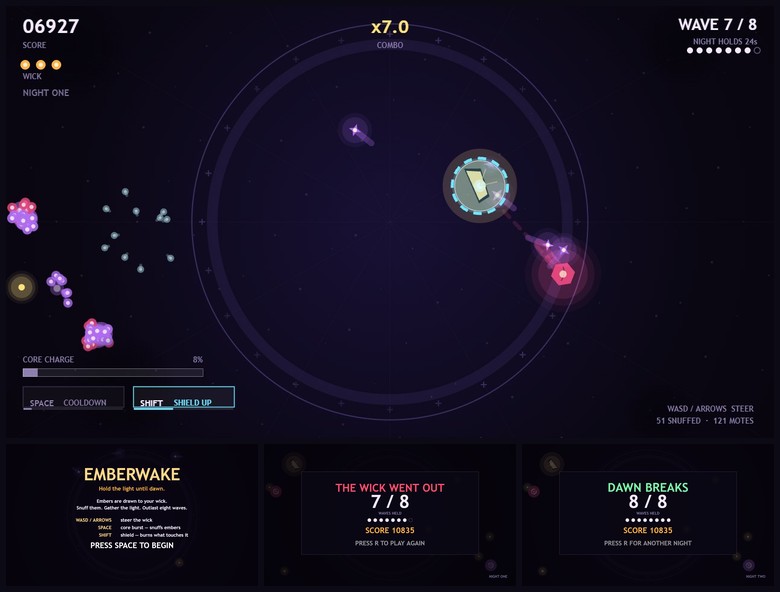 06927
SCORE
WICK
NIGHT ONE
x7.0
COMBO
WAVE 7 / 8
NIGHT HOLDS 24s
CORE CHARGE 8%
SPACE COOLDOWN
SHIFT SHIELD UP
WASD / ARROWS STEER
51 SNUFFED · 121 MOTES
EMBERWAKE
Hold the light until dawn.
Embers are drawn to your wick.
Snuff them. Gather the light. Outlast eight waves.
WASD / ARROWS steer the wick
SPACE core burst — snuffs embers
SHIFT shield — burns what touches it
PRESS SPACE TO BEGIN
THE WICK WENT OUT
7 / 8
WAVES HELD
SCORE 10835
PRESS R TO PLAY AGAIN
NIGHT ONE
DAWN BREAKS
8 / 8
WAVES HELD
SCORE 10835
PRESS R FOR ANOTHER NIGHT
NIGHT TWO